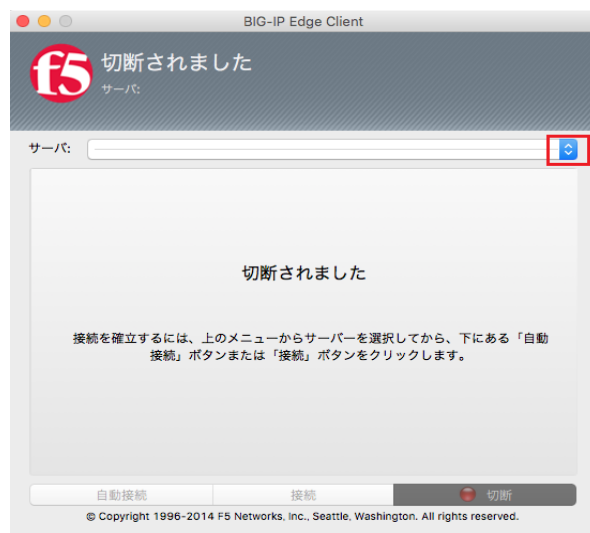 BIG-IP Edge Client
f5
切断されました
サーバ:
サーバ:
切断されました
接続を確立するには、上のメニューからサーバーを選択してから、下にある「自動
接続」ボタンまたは「接続」ボタンをクリックします。
自動接続 接続 切断
© Copyright 1996-2014 F5 Networks, Inc., Seattle, Washington. All rights reserved.